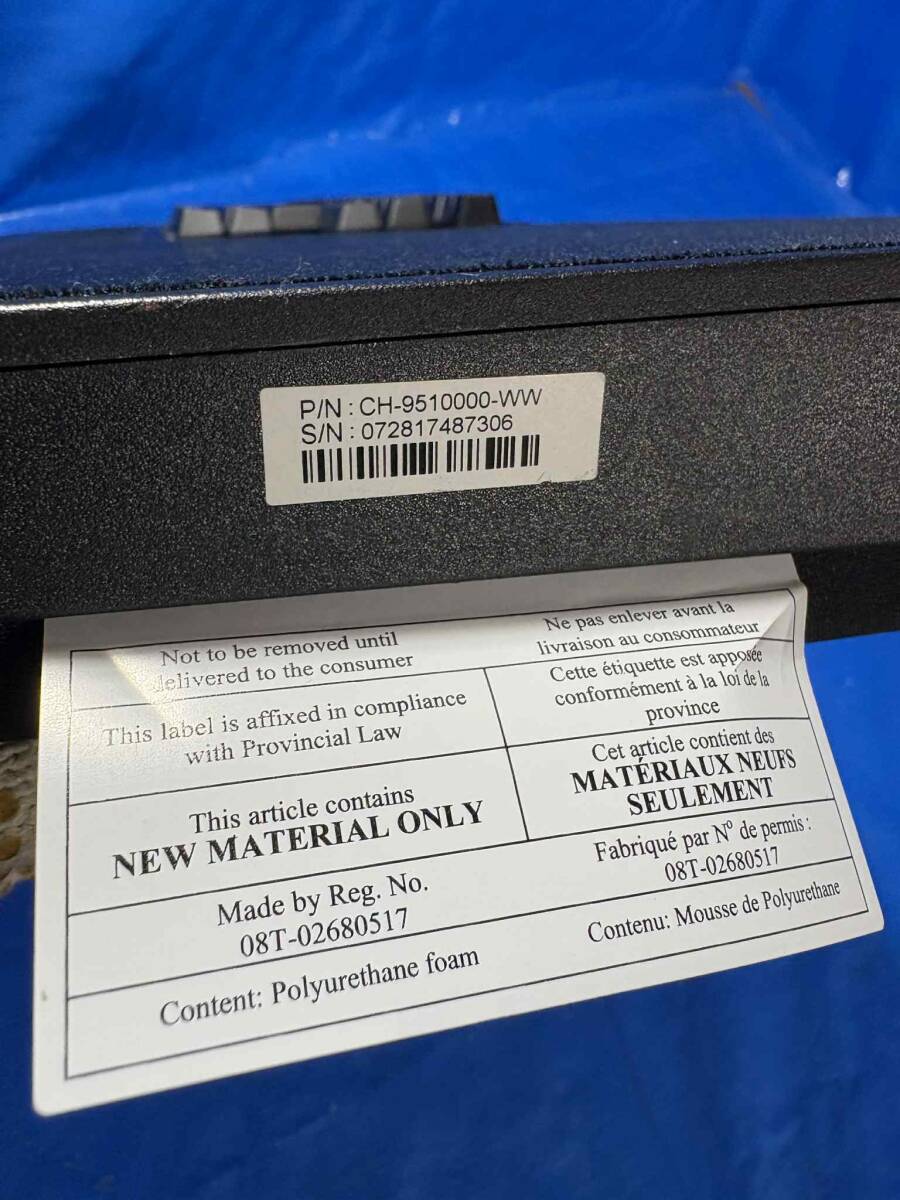 P/N : CH-9510000-WW
S/N : 072817487306
Not to be removed until
delivered to the consumer
Ne pas enlever avant la
livraison au consommateur
This label is affixed in compliance
with Provincial Law
Cette étiquette est apposée
conformément à la loi de la
province
This article contains
NEW MATERIAL ONLY
Cet article contient des
MATÉRIAUX NEUFS
SEULEMENT
Made by Reg. No.
08T-02680517
Fabriqué par Nº de permis :
08T-02680517
Content: Polyurethane foam
Contenu: Mousse de Polyurethane